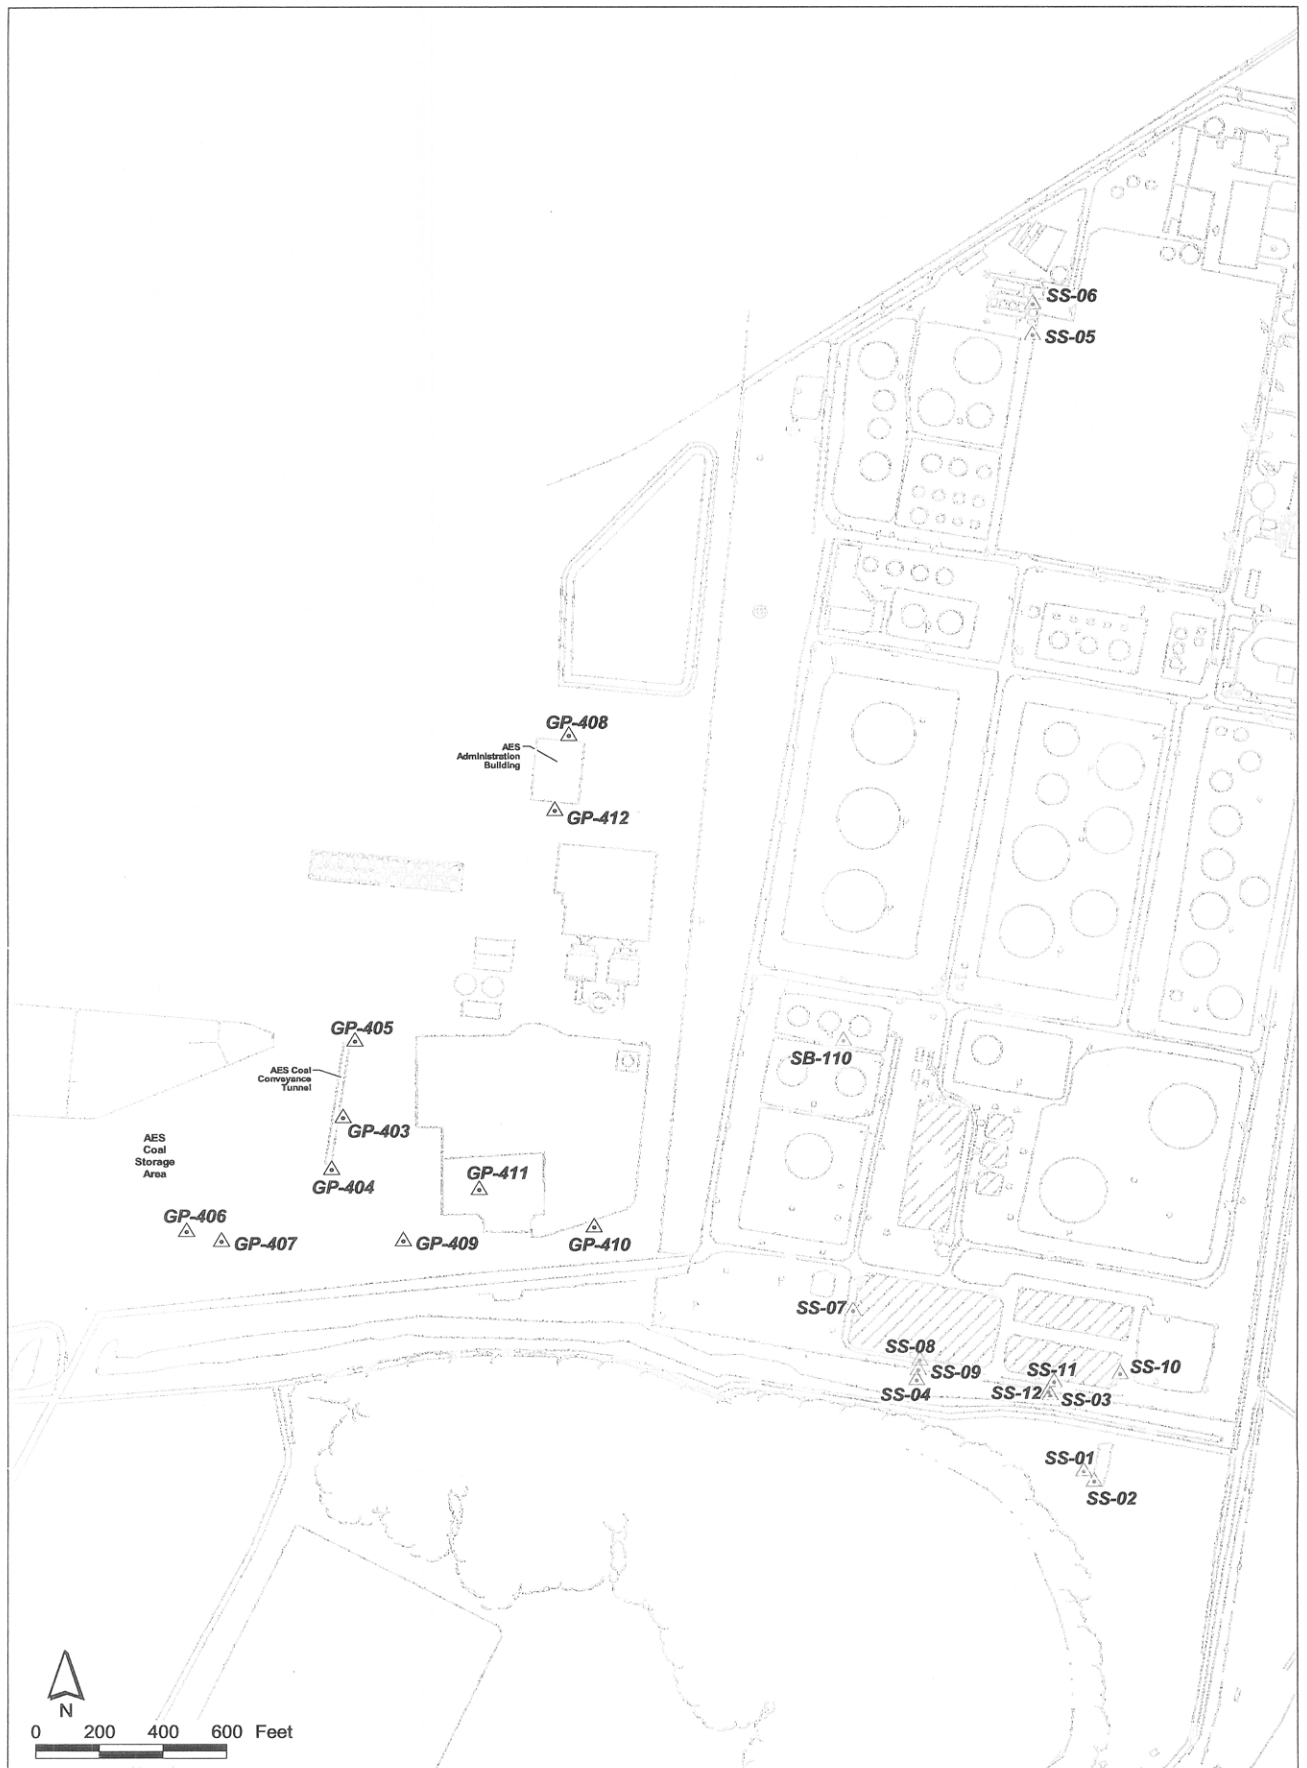 SS-06
SS-05
GP-408
AES
Administration
Building
GP-412
GP-405
SB-110
AES Coal
Conveyance
Tunnel
GP-403
AES
Coal
Storage
Area
GP-411
GP-404
GP-406
GP-407
GP-409
GP-410
SS-07
SS-08
SS-09
SS-11
SS-10
SS-04
SS-12
SS-03
SS-01
SS-02
N
0 200 400 600 Feet